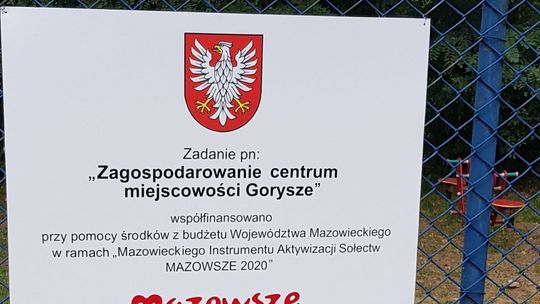 Zadanie pn:
„Zagospodarowanie centrum
miejscowości Gorysze”
współfinansowano
przy pomocy środków z budżetu Województwa Mazowieckiego
w ramach „Mazowieckiego Instrumentu Aktywizacji Sołectw
MAZOWSZE 2020”
Mazowsze